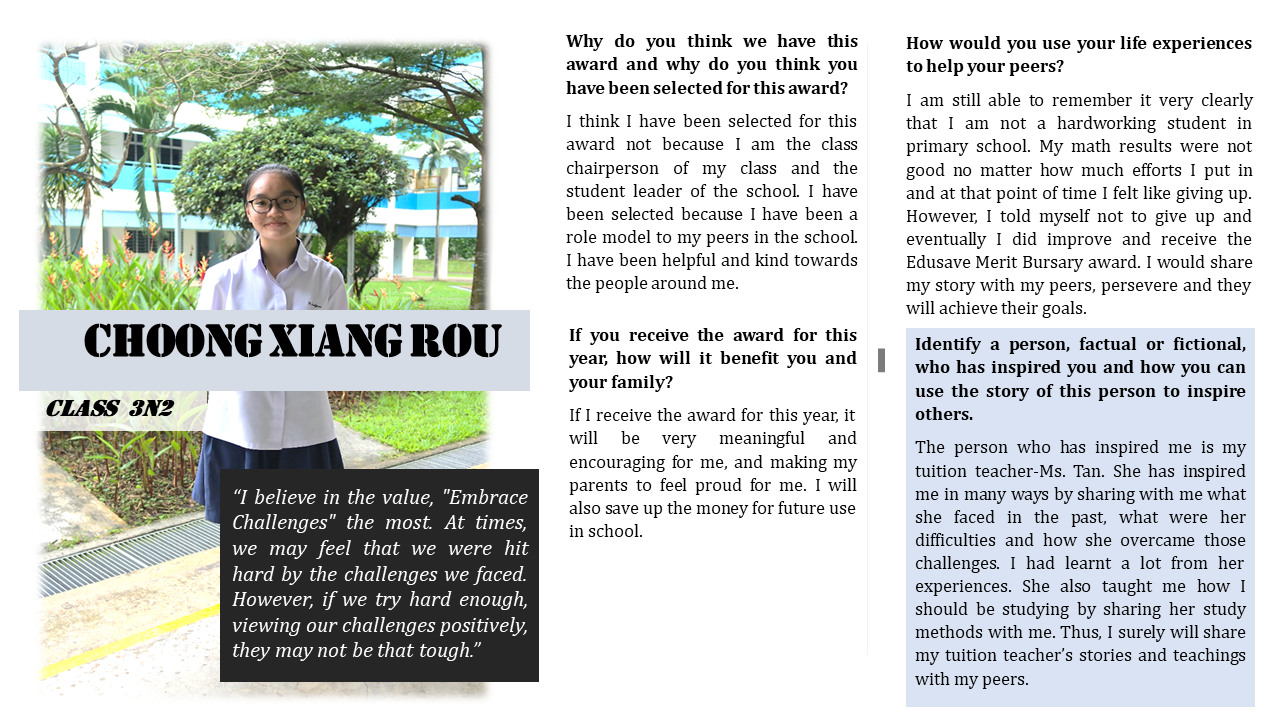 CHOONG XIANG ROU
CLASS 3N2
“I believe in the value, "Embrace
Challenges" the most. At times,
we may feel that we were hit
hard by the challenges we faced.
However, if we try hard enough,
viewing our challenges positively,
they may not be that tough.”
Why do you think we have this
award and why do you think you
have been selected for this award?
I think I have been selected for this
award not because I am the class
chairperson of my class and the
student leader of the school. I have
been selected because I have been a
role model to my peers in the school.
I have been helpful and kind towards
the people around me.
If you receive the award for this
year, how will it benefit you and
your family?
If I receive the award for this year, it
will be very meaningful and
encouraging for me, and making my
parents to feel proud for me. I will
also save up the money for future use
in school.
How would you use your life experiences
to help your peers?
I am still able to remember it very clearly
that I am not a hardworking student in
primary school. My math results were not
good no matter how much efforts I put in
and at that point of time I felt like giving up.
However, I told myself not to give up and
eventually I did improve and receive the
Edusave Merit Bursary award. I would share
my story with my peers, persevere and they
will achieve their goals.
Identify a person, factual or fictional,
who has inspired you and how you can
use the story of this person to inspire
others.
The person who has inspired me is my
tuition teacher-Ms. Tan. She has inspired
me in many ways by sharing with me what
she faced in the past, what were her
difficulties and how she overcame those
challenges. I had learnt a lot from her
experiences. She also taught me how I
should be studying by sharing her study
methods with me. Thus, I surely will share
my tuition teacher’s stories and teachings
with my peers.